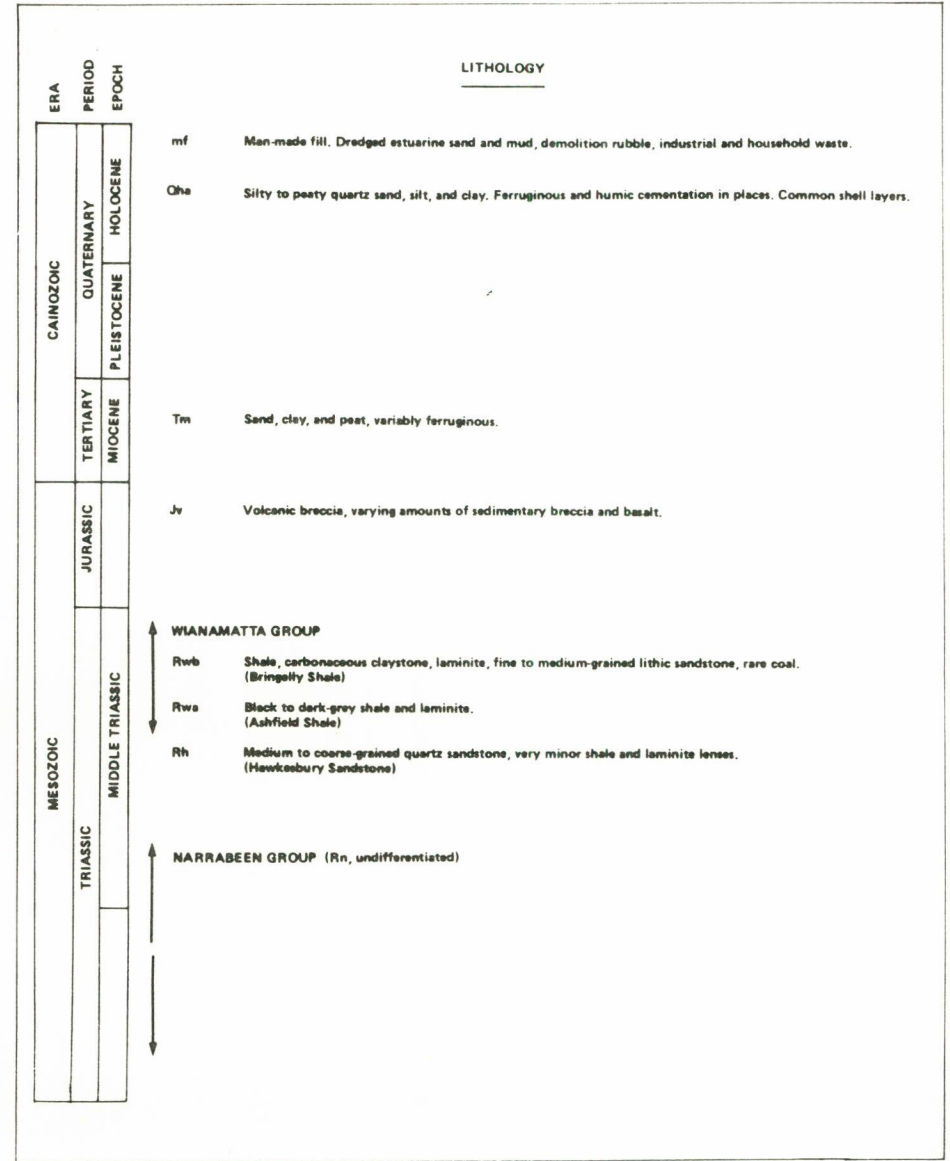 LITHOLOGY
ERA
PERIOD
EPOCH
CAINOZOIC
QUATERNARY
HOLOCENE
PLEISTOCENE
TERTIARY
MIOCENE
MESOZOIC
JURASSIC
TRIASSIC
MIDDLE TRIASSIC
mf Man-made fill. Dredged estuarine sand and mud, demolition rubble, industrial and household waste.
Qha Silty to peaty quartz sand, silt, and clay. Ferruginous and humic cementation in places. Common shell layers.
Tm Sand, clay, and peat, variably ferruginous.
Jv Volcanic breccia, varying amounts of sedimentary breccia and basalt.
WIANAMATTA GROUP
Rwb Shale, carbonaceous claystone, laminite, fine to medium-grained lithic sandstone, rare coal.
(Bringelly Shale)
Rwa Black to dark-grey shale and laminite.
(Ashfield Shale)
Rh Medium to coarse-grained quartz sandstone, very minor shale and laminite lenses.
(Hawkesbury Sandstone)
NARRABEEN GROUP (Rn, undifferentiated)